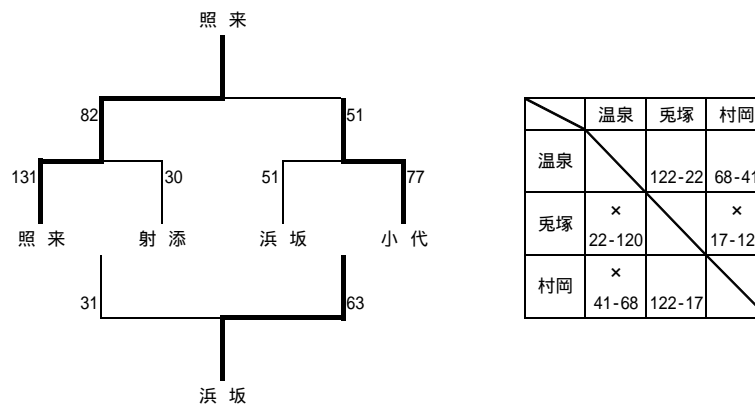 照 来
82 51
131 30 51 77
照 来 射 添 浜 坂 小 代
31 63
浜 坂
温泉 兎塚 村岡
温泉 122-22 68-41
兎塚 × ×
22-120 17-12
村岡 ×
41-68 122-17